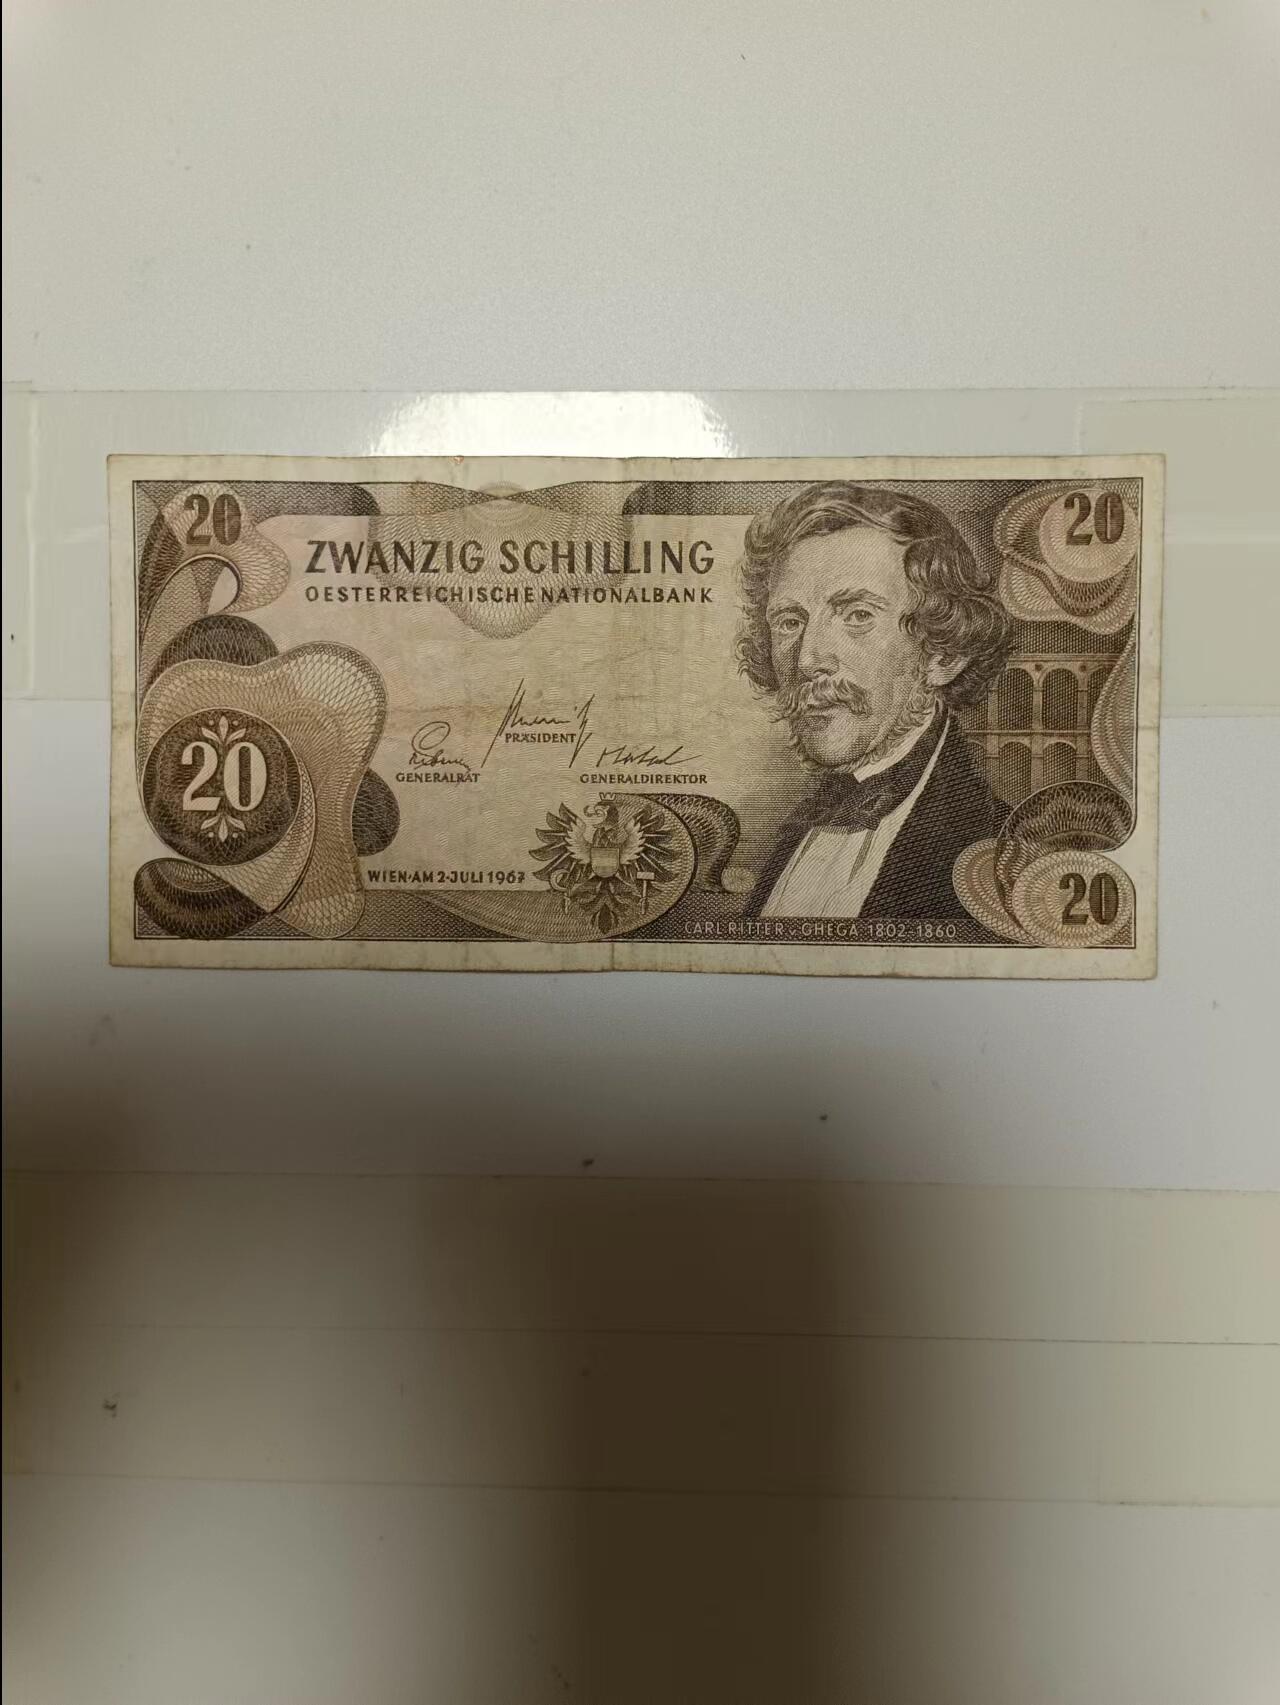 20
20
ZWANZIG SCHILLING
OESTERREICHISCHE NATIONALBANK
PRÄSIDENT
GENERALRAT
GENERALDIREKTOR
20
WIEN·AM 2·JULI 1967
20
CARL RITTER v. GHEGA 1802-1860